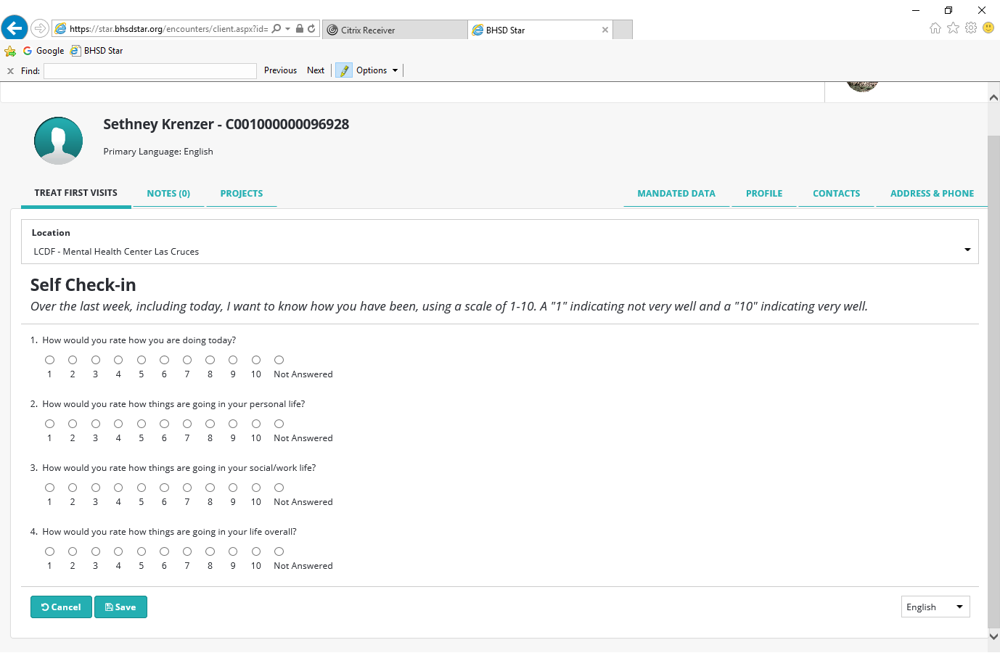 https://star.bhsdstar.org/encounters/client.aspx?id=
Citrix Receiver
BHSD Star
Google
BHSD Star
Find:
Previous
Next
Options
Sethney Krenzer - C001000000096928
Primary Language: English
TREAT FIRST VISITS
NOTES (0)
PROJECTS
MANDATED DATA
PROFILE
CONTACTS
ADDRESS & PHONE
Location
LCDF - Mental Health Center Las Cruces
Self Check-in
Over the last week, including today, I want to know how you have been, using a scale of 1-10. A "1" indicating not very well and a "10" indicating very well.
1. How would you rate how you are doing today?
1 2 3 4 5 6 7 8 9 10 Not Answered
2. How would you rate how things are going in your personal life?
1 2 3 4 5 6 7 8 9 10 Not Answered
3. How would you rate how things are going in your social/work life?
1 2 3 4 5 6 7 8 9 10 Not Answered
4. How would you rate how things are going in your life overall?
1 2 3 4 5 6 7 8 9 10 Not Answered
Cancel
Save
English